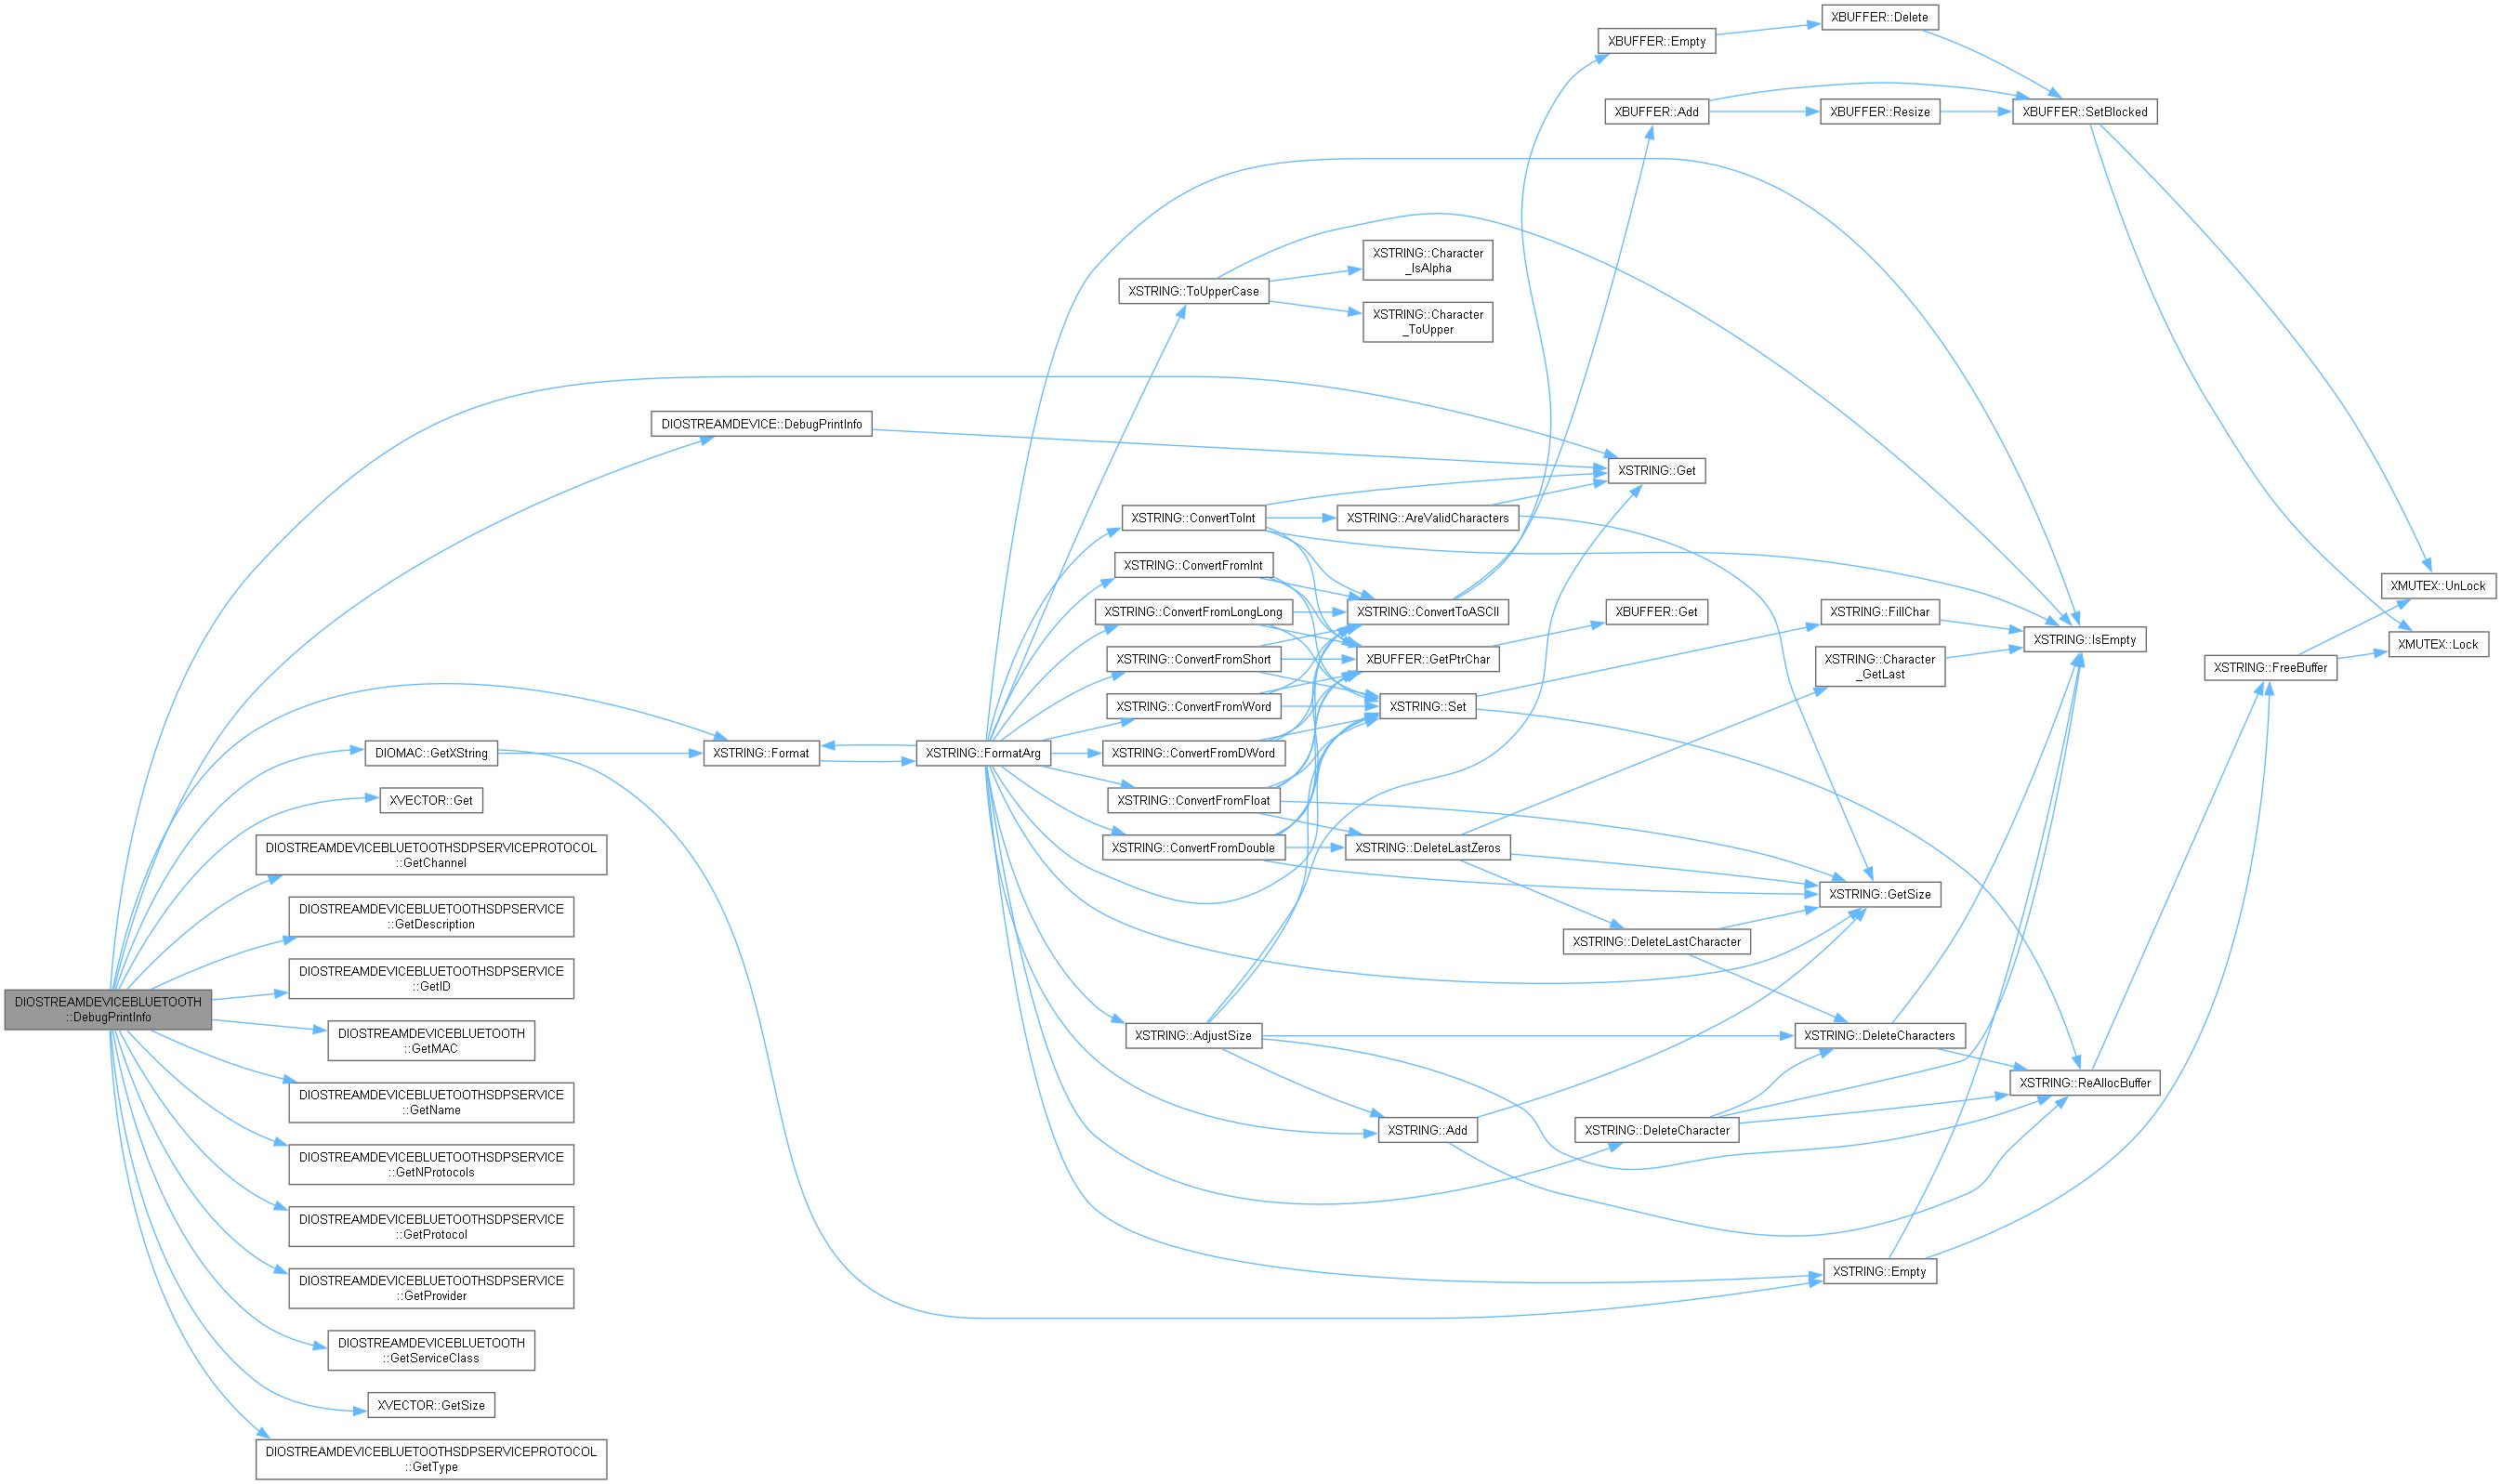 DIOSTREAMDEVICEBLUETOOTH
::DebugPrintInfo
DIOSTREAMDEVICE::DebugPrintInfo
DIOMAC::GetXString
XVECTOR::Get
DIOSTREAMDEVICEBLUETOOTHSDPSERVICEPROTOCOL
::GetChannel
DIOSTREAMDEVICEBLUETOOTHSDPSERVICE
::GetDescription
DIOSTREAMDEVICEBLUETOOTHSDPSERVICE
::GetID
DIOSTREAMDEVICEBLUETOOTH
::GetMAC
DIOSTREAMDEVICEBLUETOOTHSDPSERVICE
::GetName
DIOSTREAMDEVICEBLUETOOTHSDPSERVICE
::GetNProtocols
DIOSTREAMDEVICEBLUETOOTHSDPSERVICE
::GetProtocol
DIOSTREAMDEVICEBLUETOOTHSDPSERVICE
::GetProvider
DIOSTREAMDEVICEBLUETOOTH
::GetServiceClass
XVECTOR::GetSize
DIOSTREAMDEVICEBLUETOOTHSDPSERVICEPROTOCOL
::GetType
XSTRING::Format
XSTRING::FormatArg
XSTRING::ToUpperCase
XSTRING::ConvertToInt
XSTRING::ConvertFromInt
XSTRING::ConvertFromLongLong
XSTRING::ConvertFromShort
XSTRING::ConvertFromWord
XSTRING::ConvertFromDWord
XSTRING::ConvertFromFloat
XSTRING::ConvertFromDouble
XSTRING::AdjustSize
XSTRING::Character
_IsAlpha
XSTRING::Character
_ToUpper
XSTRING::AreValidCharacters
XSTRING::ConvertToASCII
XBUFFER::GetPtrChar
XSTRING::Set
XSTRING::DeleteLastZeros
XSTRING::Add
XBUFFER::Empty
XBUFFER::Add
XSTRING::Get
XBUFFER::Get
XSTRING::DeleteLastCharacter
XSTRING::DeleteCharacter
XBUFFER::Delete
XBUFFER::Resize
XSTRING::FillChar
XSTRING::Character
_GetLast
XSTRING::GetSize
XSTRING::DeleteCharacters
XSTRING::Empty
XBUFFER::SetBlocked
XSTRING::IsEmpty
XSTRING::ReAllocBuffer
XSTRING::FreeBuffer
XMUTEX::UnLock
XMUTEX::Lock